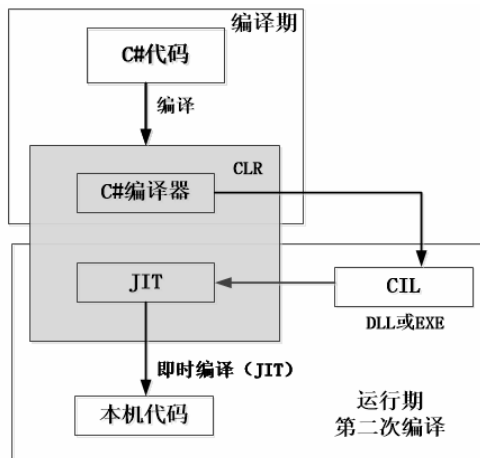 编译期
C#代码
编译
CLR
C#编译器
JIT
CIL
DLL或EXE
即时编译（JIT）
本机代码
运行期
第二次编译